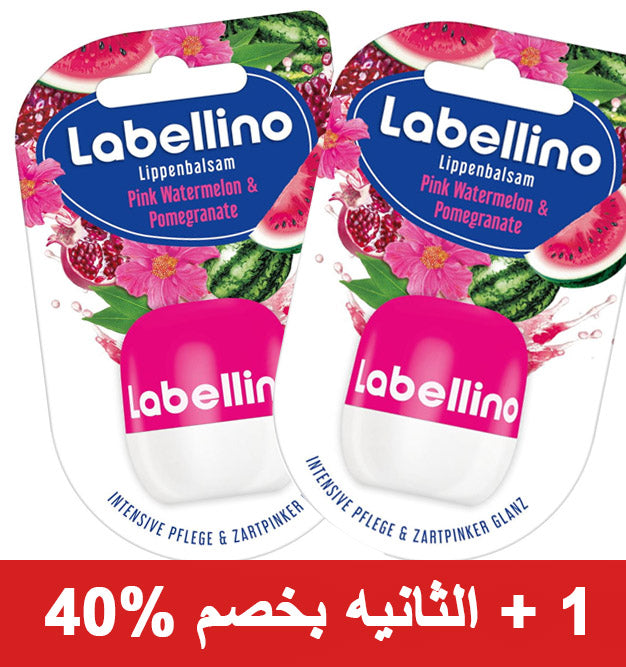 Labellino
Lippenbalsam
Pink Watermelon &
Pomegranate
Labellin
INTENSIVE PFLEGE & ZARTPINKER
Labellino
Lippenbalsam
Pink Watermelon &
Pomegranate
Labellino
INTENSIVE PFLEGE & ZARTPINKER GLANZ
1 + الثانيه بخصم 40%